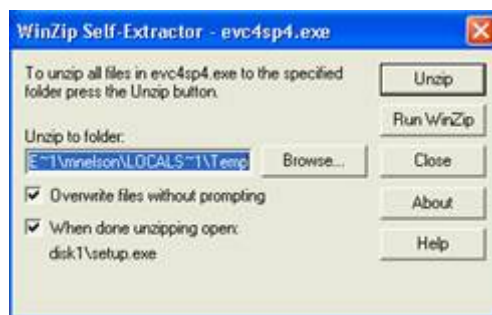 WinZip Self-Extractor - evc4sp4.exe
To unzip all files in evc4sp4.exe to the specified
folder press the Unzip button.
Unzip to folder:
E~1\mnelson\LOCALS~1\Temp
Browse...
Overwrite files without prompting
When done unzipping open:
disk1\setup.exe
Unzip
Run WinZip
Close
About
Help